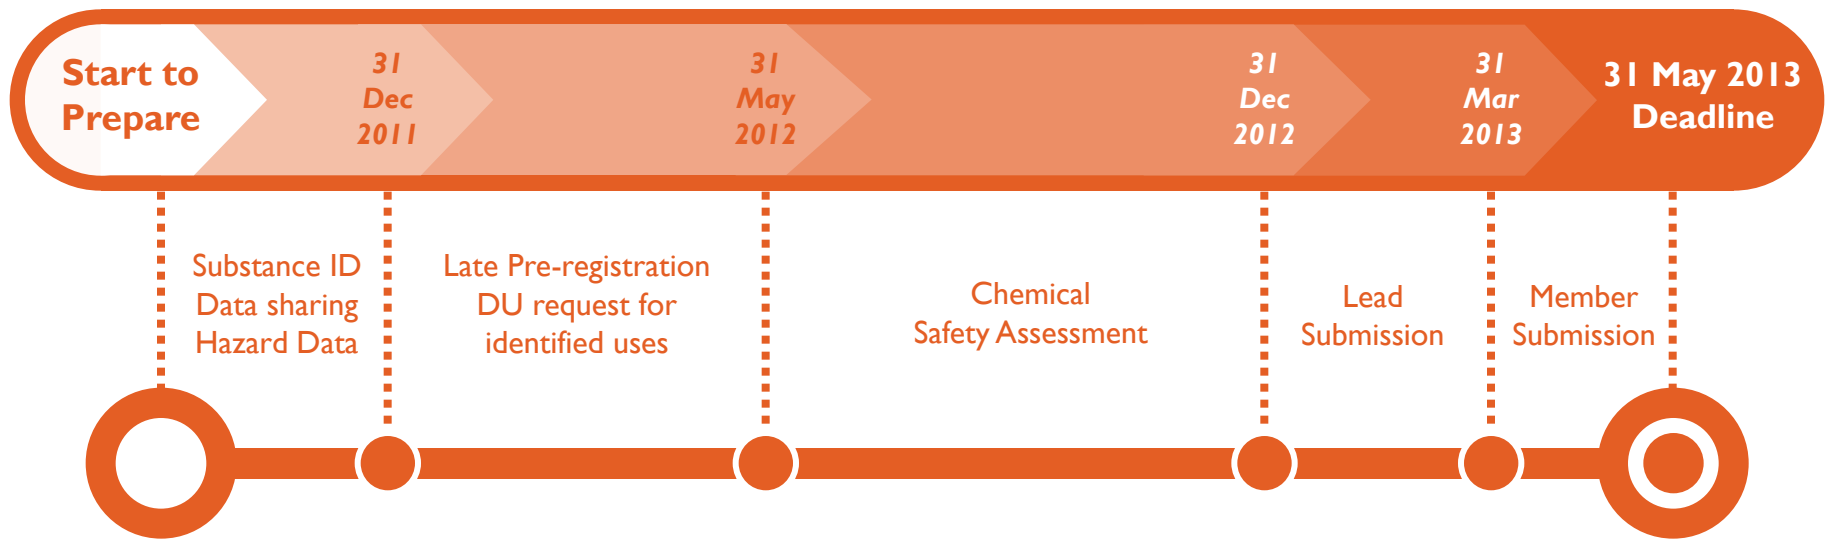 Start to
Prepare
31
Dec
2011
31
May
2012
31
Dec
2012
31
Mar
2013
31 May 2013
Deadline
Substance ID
Data sharing
Hazard Data
Late Pre-registration
DU request for
identified uses
Chemical
Safety Assessment
Lead
Submission
Member
Submission